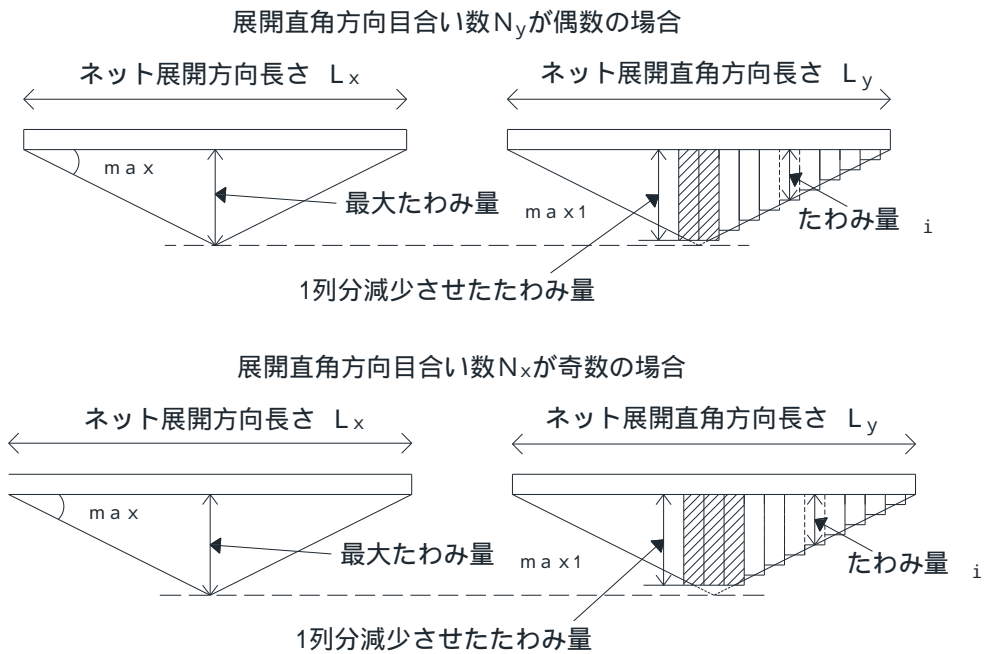 展開直角方向目合い数Nyが偶数の場合
ネット展開方向長さ Lx
ネット展開直角方向長さ Ly
max
最大たわみ量
max1
たわみ量 i
1列分減少させたたわみ量
展開直角方向目合い数Nxが奇数の場合
ネット展開方向長さ Lx
ネット展開直角方向長さ Ly
max
最大たわみ量
max1
たわみ量 i
1列分減少させたたわみ量